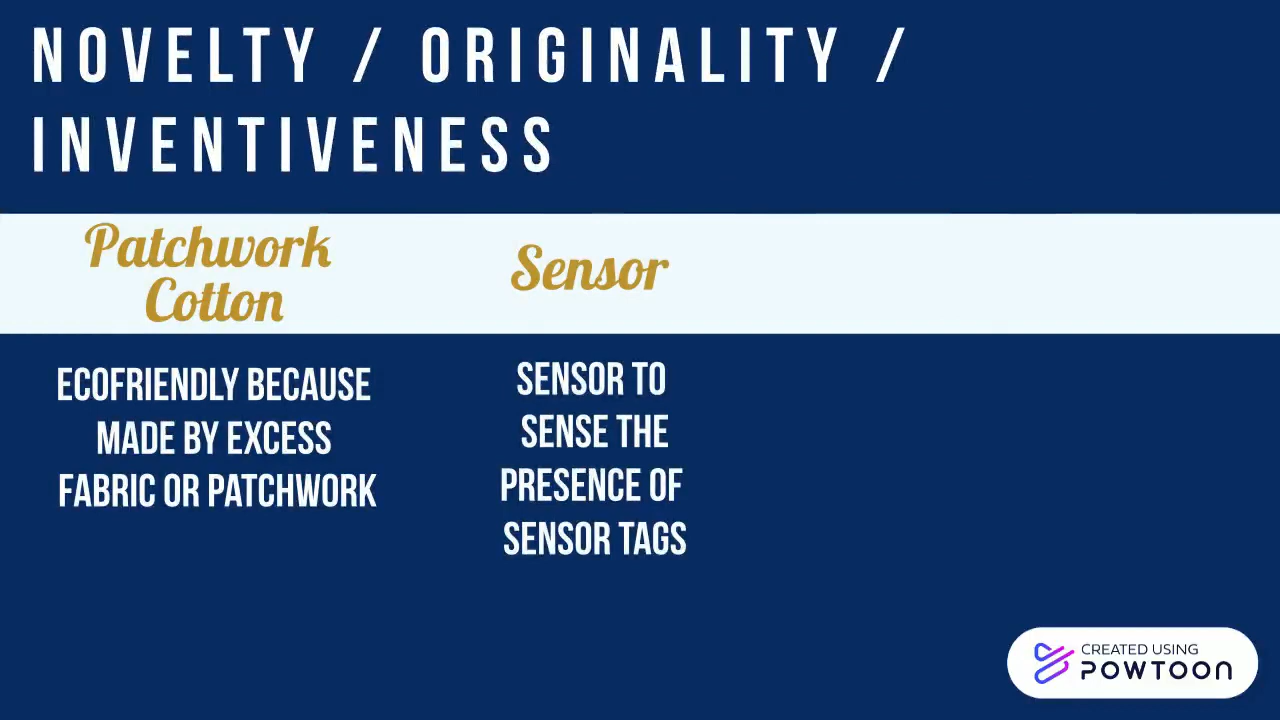 NOVELTY / ORIGINALITY /
INVENTIVENESS
Patchwork
Cotton
Sensor
ECOFRIENDLY BECAUSE
MADE BY EXCESS
FABRIC OR PATCHWORK
SENSOR TO
SENSE THE
PRESENCE OF
SENSOR TAGS
CREATED USING
POWTOON